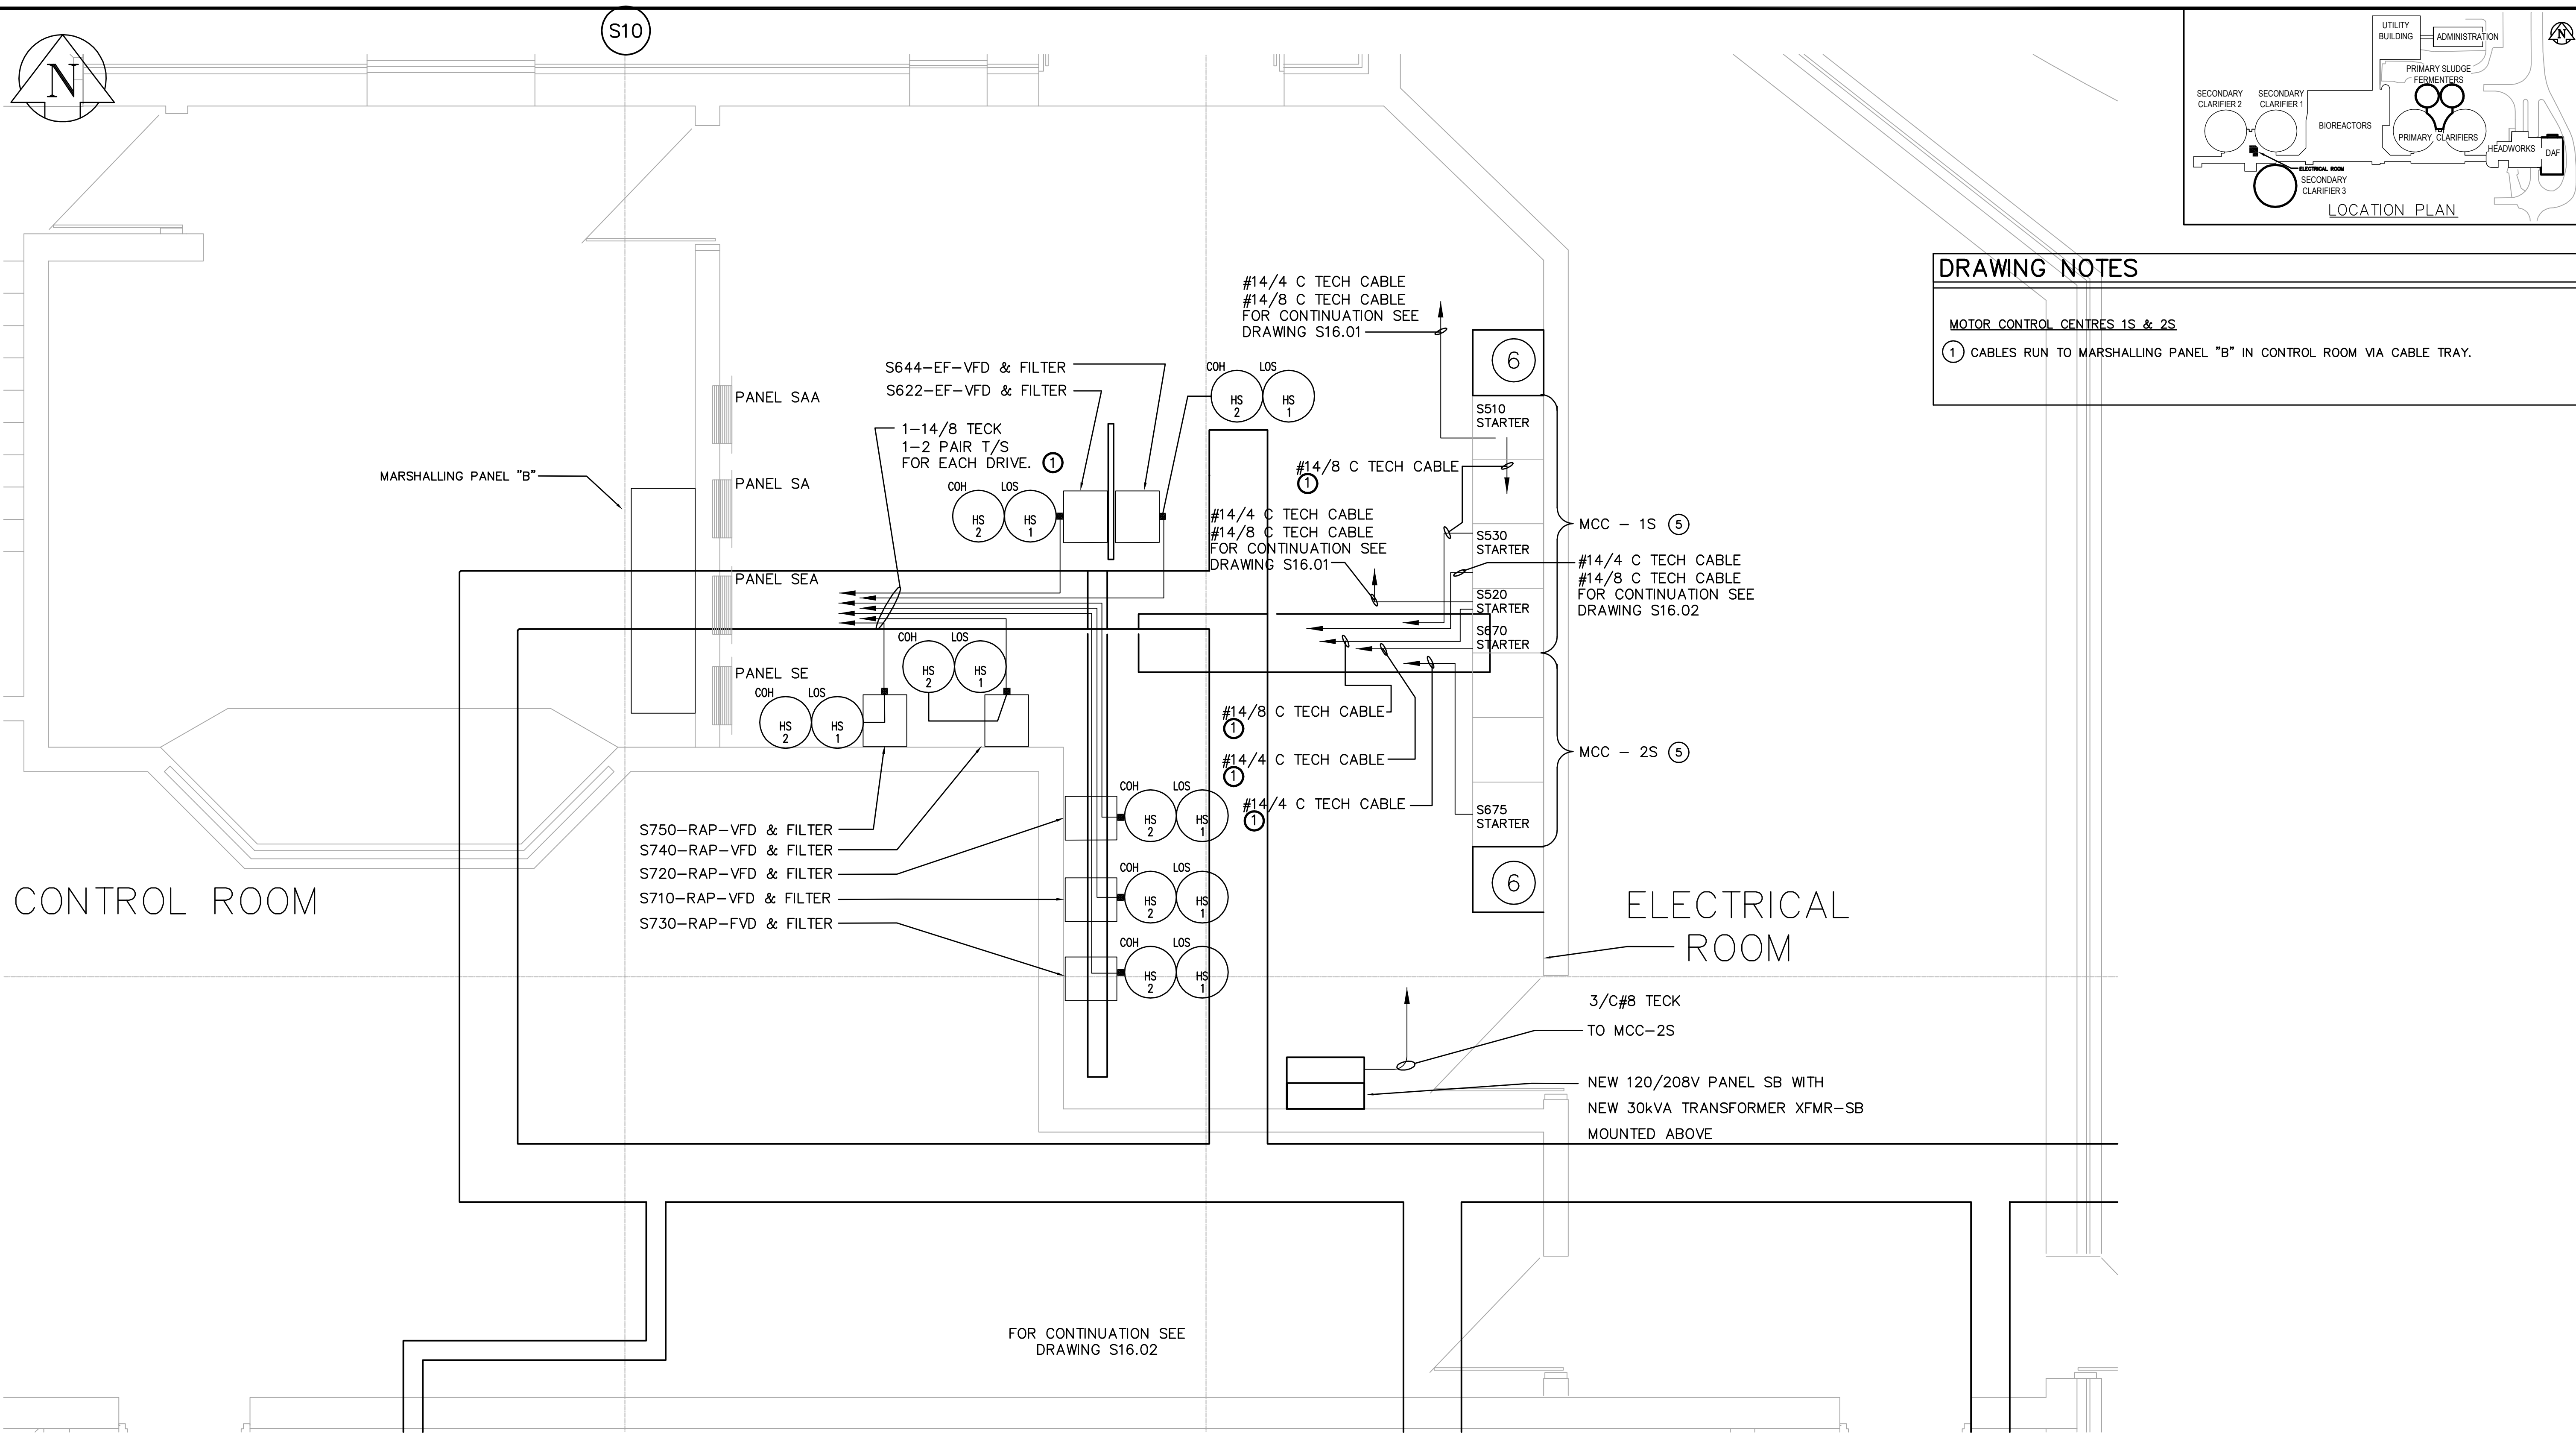 S10
N
UTILITY
BUILDING
ADMINISTRATION
N
PRIMARY SLUDGE
FERMENTERS
SECONDARY
CLARIFIER 2
SECONDARY
CLARIFIER 1
BIOREACTORS
PRIMARY CLARIFIERS
HEADWORKS
DAF
ELECTRICAL ROOM
SECONDARY
CLARIFIER 3
LOCATION PLAN
DRAWING NOTES
MOTOR CONTROL CENTRES 1S & 2S
1 CABLES RUN TO MARSHALLING PANEL "B" IN CONTROL ROOM VIA CABLE TRAY.
#14/4 C TECH CABLE
#14/8 C TECH CABLE
FOR CONTINUATION SEE
DRAWING S16.01
6
S644-EF-VFD & FILTER
S622-EF-VFD & FILTER
COH LOS
HS
2
HS
1
PANEL SAA
S510
STARTER
1-14/8 TECK
1-2 PAIR T/S
FOR EACH DRIVE. 1
MARSHALLING PANEL "B"
PANEL SA
#14/8 C TECH CABLE
1
COH LOS
HS
2
HS
1
#14/4 C TECH CABLE
#14/8 C TECH CABLE
FOR CONTINUATION SEE
DRAWING S16.01
MCC - 1S 5
S530
STARTER
#14/4 C TECH CABLE
#14/8 C TECH CABLE
FOR CONTINUATION SEE
DRAWING S16.02
PANEL SEA
S520
STARTER
S670
STARTER
COH LOS
HS
2
HS
1
PANEL SE
COH LOS
HS
2
HS
1
#14/8 C TECH CABLE
1
#14/4 C TECH CABLE
1
MCC - 2S 5
#14/4 C TECH CABLE
1
COH LOS
HS
2
HS
1
S675
STARTER
S750-RAP-VFD & FILTER
S740-RAP-VFD & FILTER
S720-RAP-VFD & FILTER
S710-RAP-VFD & FILTER
S730-RAP-FVD & FILTER
COH LOS
HS
2
HS
1
6
COH LOS
HS
2
HS
1
CONTROL ROOM
ELECTRICAL
ROOM
3/C#8 TECK
TO MCC-2S
NEW 120/208V PANEL SB WITH
NEW 30kVA TRANSFORMER XFMR-SB
MOUNTED ABOVE
FOR CONTINUATION SEE
DRAWING S16.02